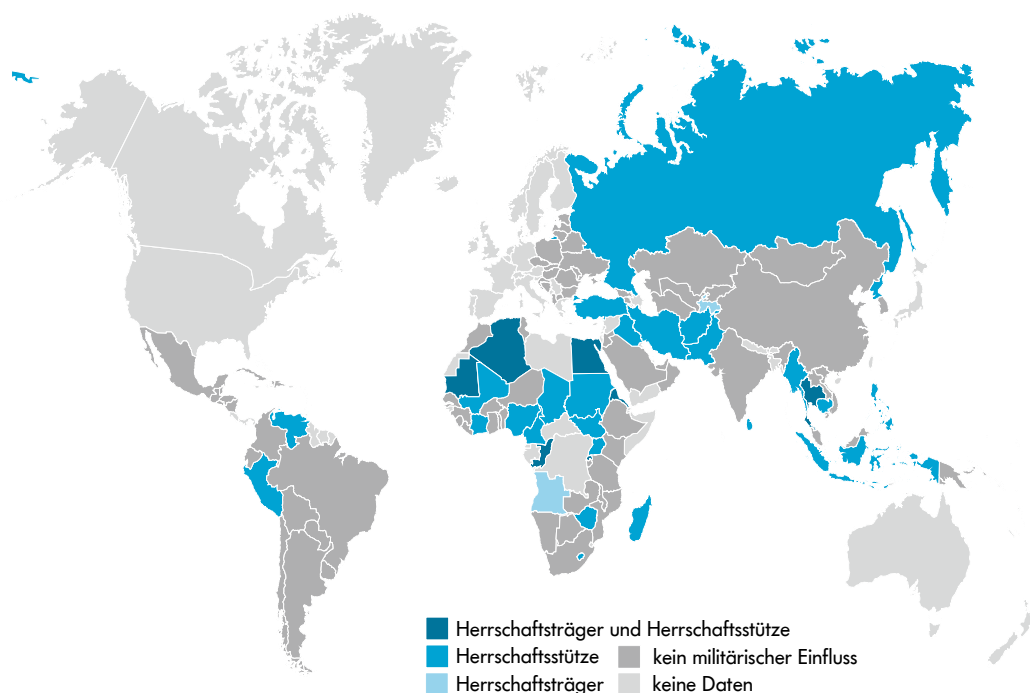 Herrschaftsträger und Herrschaftsstütze
Herrschaftsstütze
kein militärischer Einfluss
Herrschaftsträger
keine Daten